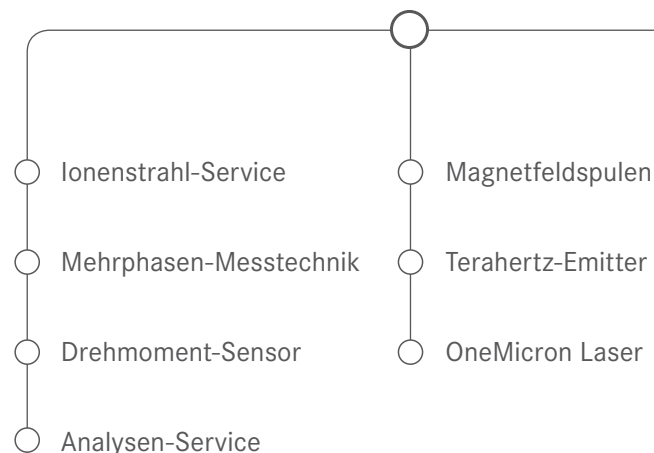 Ionenstrahl-Service
Mehrphasen-Messtechnik
Drehmoment-Sensor
Analysen-Service
Magnetfeldspulen
Terahertz-Emitter
OneMicron Laser